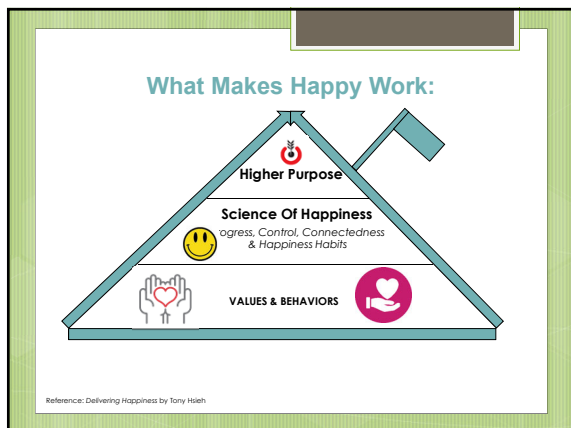 What Makes Happy Work:
Higher Purpose
Science Of Happiness
ogress, Control, Connectedness
& Happiness Habits
VALUES & BEHAVIORS
Reference: Delivering Happiness by Tony Hsieh